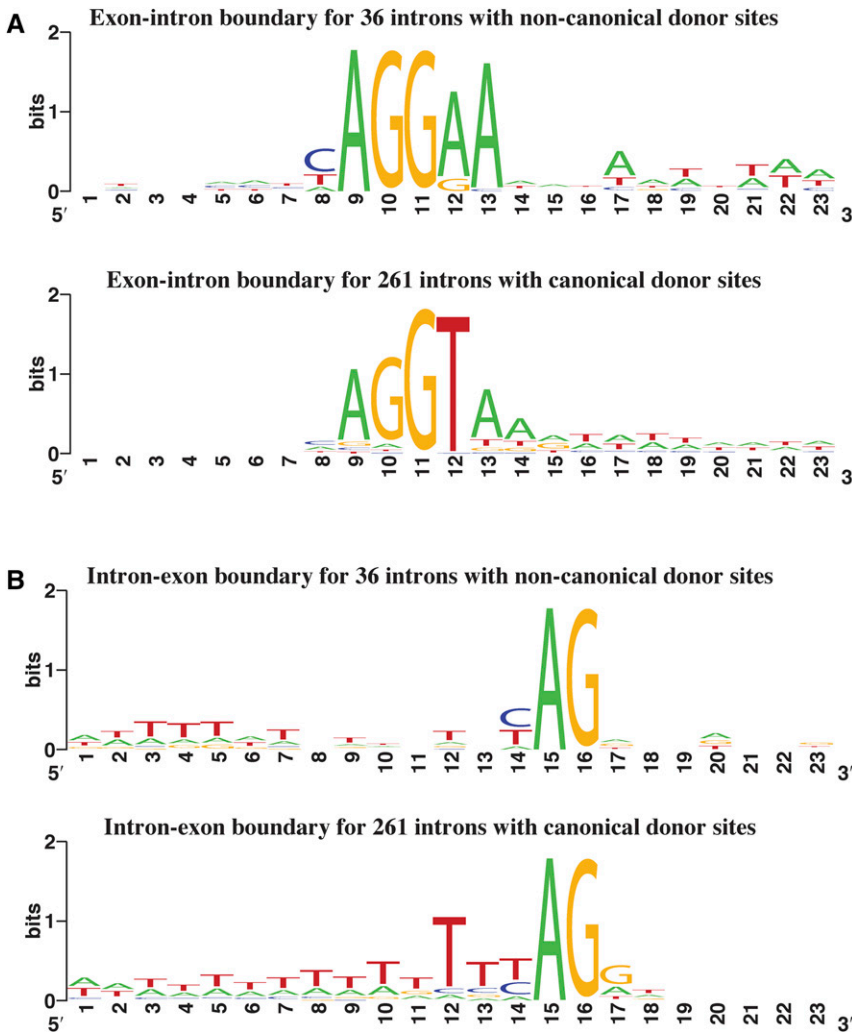 A
Exon-intron boundary for 36 introns with non-canonical donor sites
2
1
0
bits
5′ 1 2 3 4 5 6 7 8 9 10 11 12 13 14 15 16 17 18 19 20 21 22 23 3
C A G G A A A T T A
Exon-intron boundary for 261 introns with canonical donor sites
2
1
0
bits
5′ 1 2 3 4 5 6 7 8 9 10 11 12 13 14 15 16 17 18 19 20 21 22 23 3
A G G T A A
B
Intron-exon boundary for 36 introns with non-canonical donor sites
2
1
0
bits
5′ 1 2 3 4 5 6 7 8 9 10 11 12 13 14 15 16 17 18 19 20 21 22 23 3′
T T T C A G
Intron-exon boundary for 261 introns with canonical donor sites
2
1
0
bits
5′ 1 2 3 4 5 6 7 8 9 10 11 12 13 14 15 16 17 18 19 20 21 22 23 3′
T T T T T T T T A G G